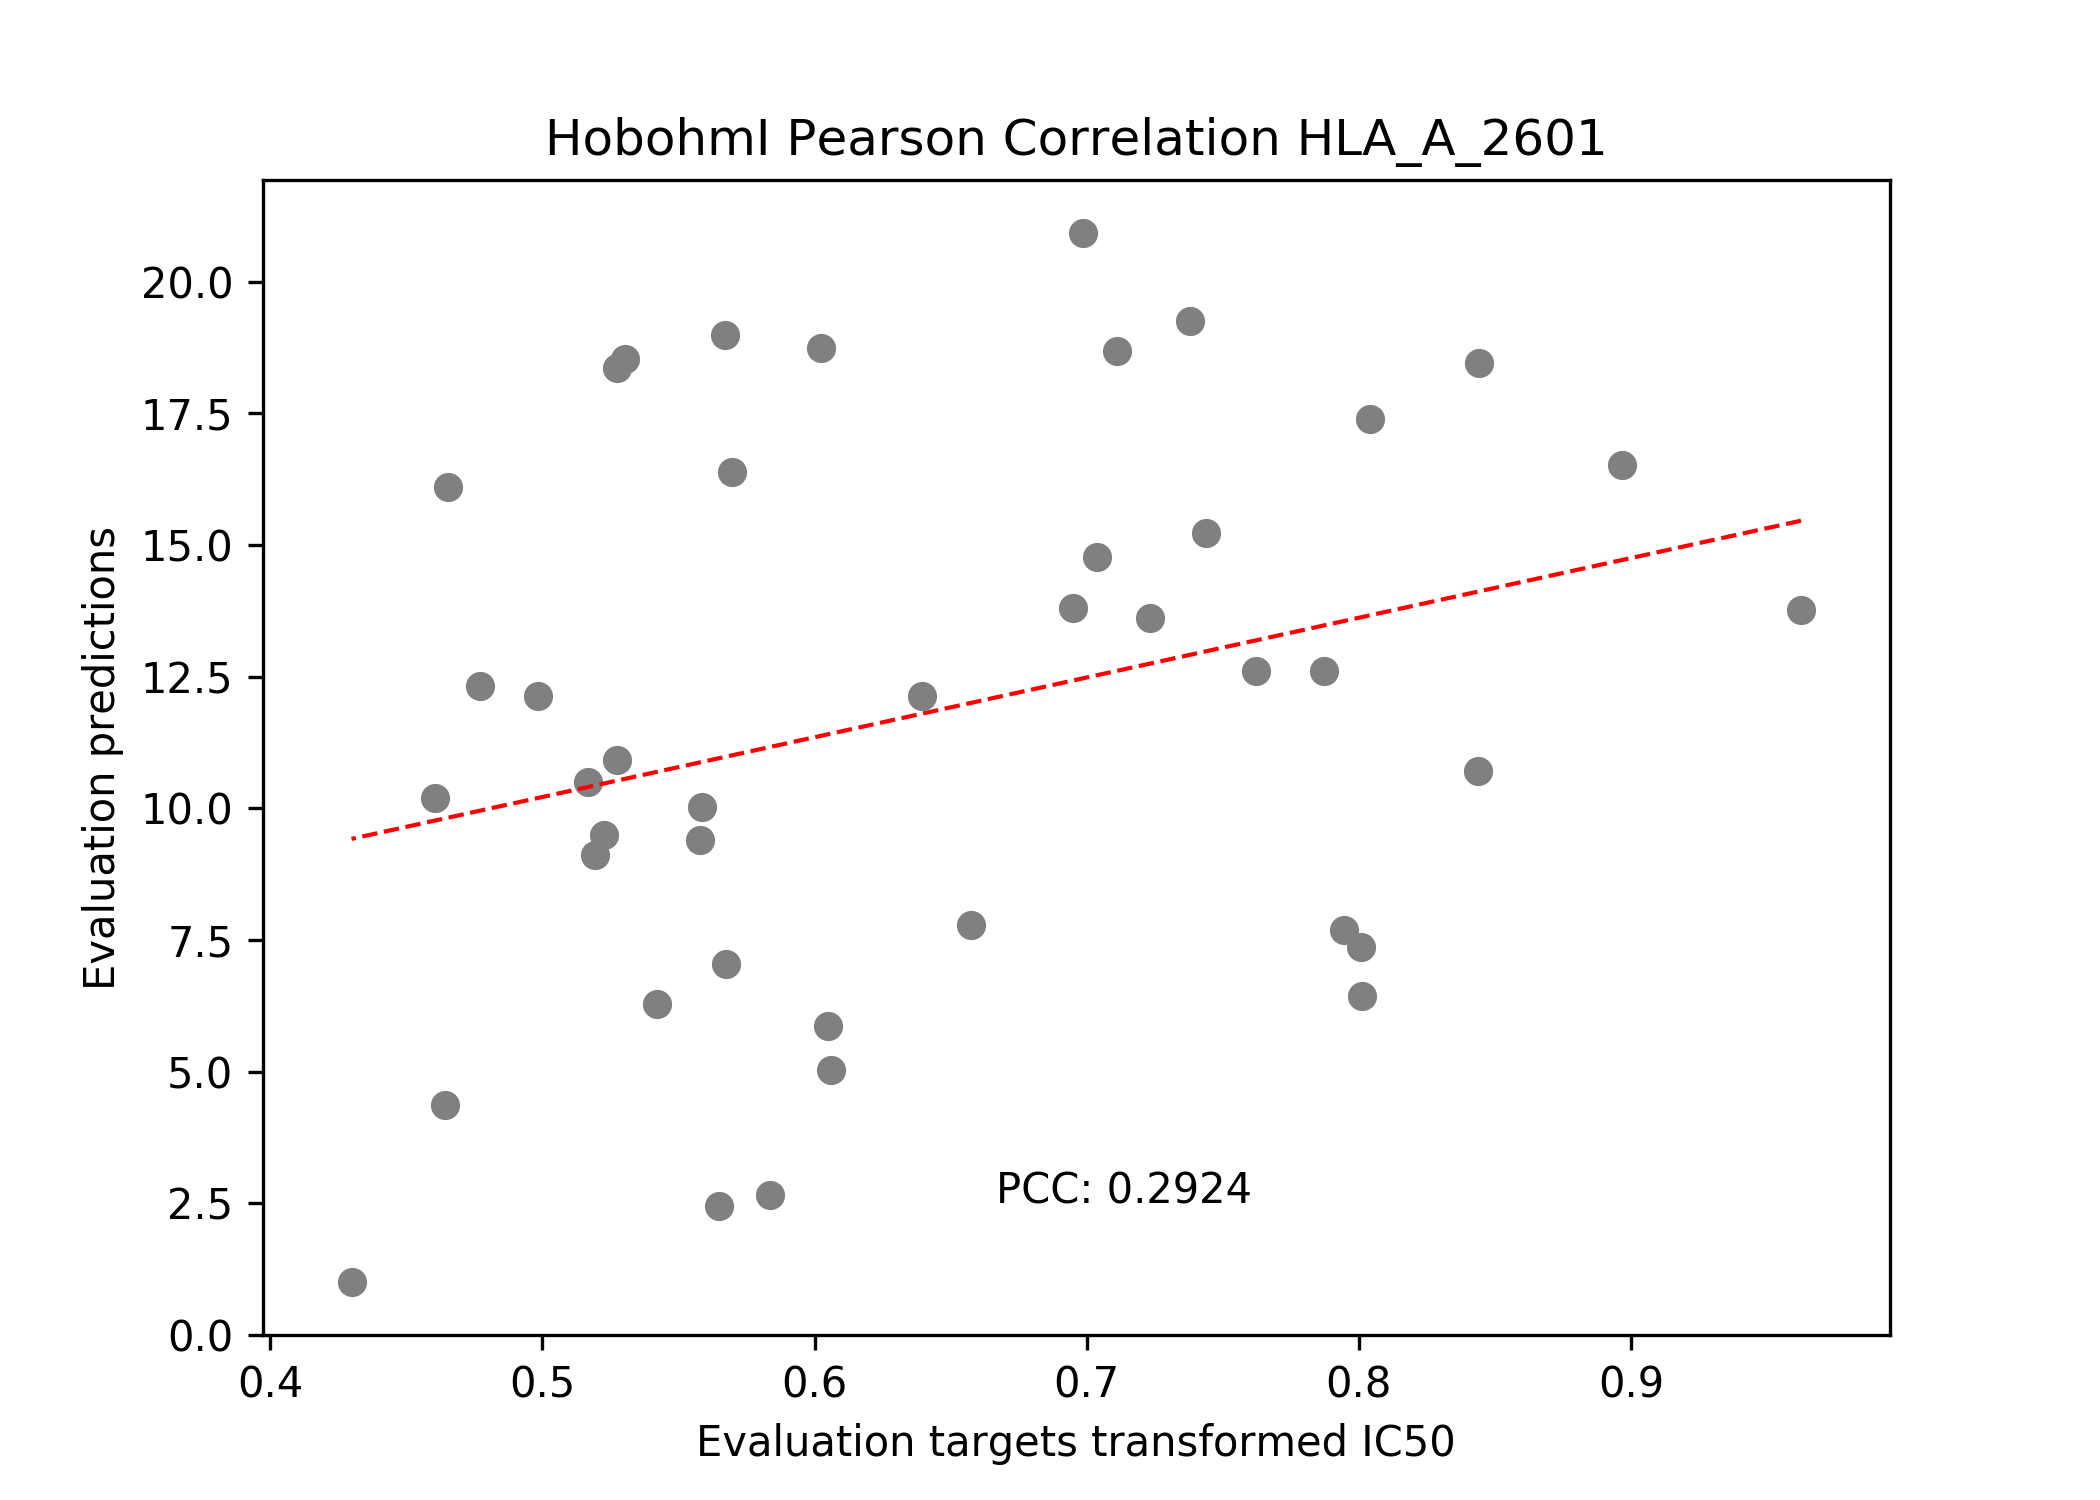 HobohmI Pearson Correlation HLA_A_2601
20.0
17.5
15.0
12.5
10.0
7.5
5.0
2.5
0.0
Evaluation predictions
PCC: 0.2924
0.4 0.5 0.6 0.7 0.8 0.9
Evaluation targets transformed IC50